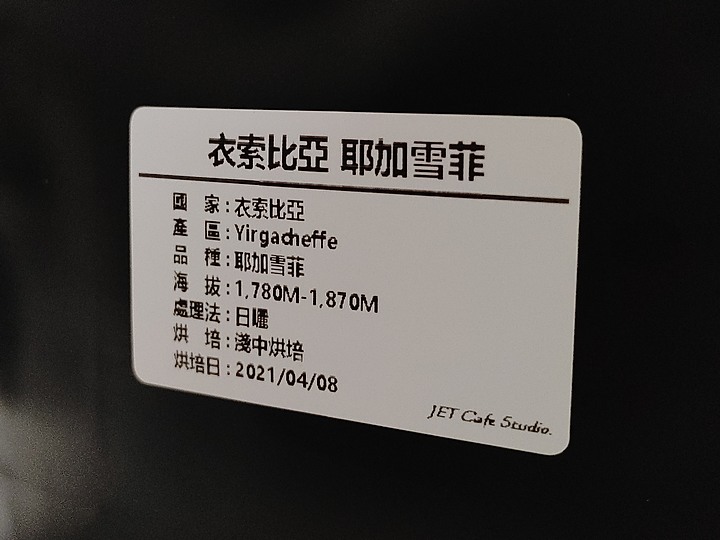 衣索比亞 耶加雪菲
國 家：衣索比亞
產 區：Yirgacheffe
品 種：耶加雪菲
海 拔：1,780M-1,870M
處理法：日曬
烘 培：淺中烘培
烘培日：2021/04/08
JET Cafe Studio.